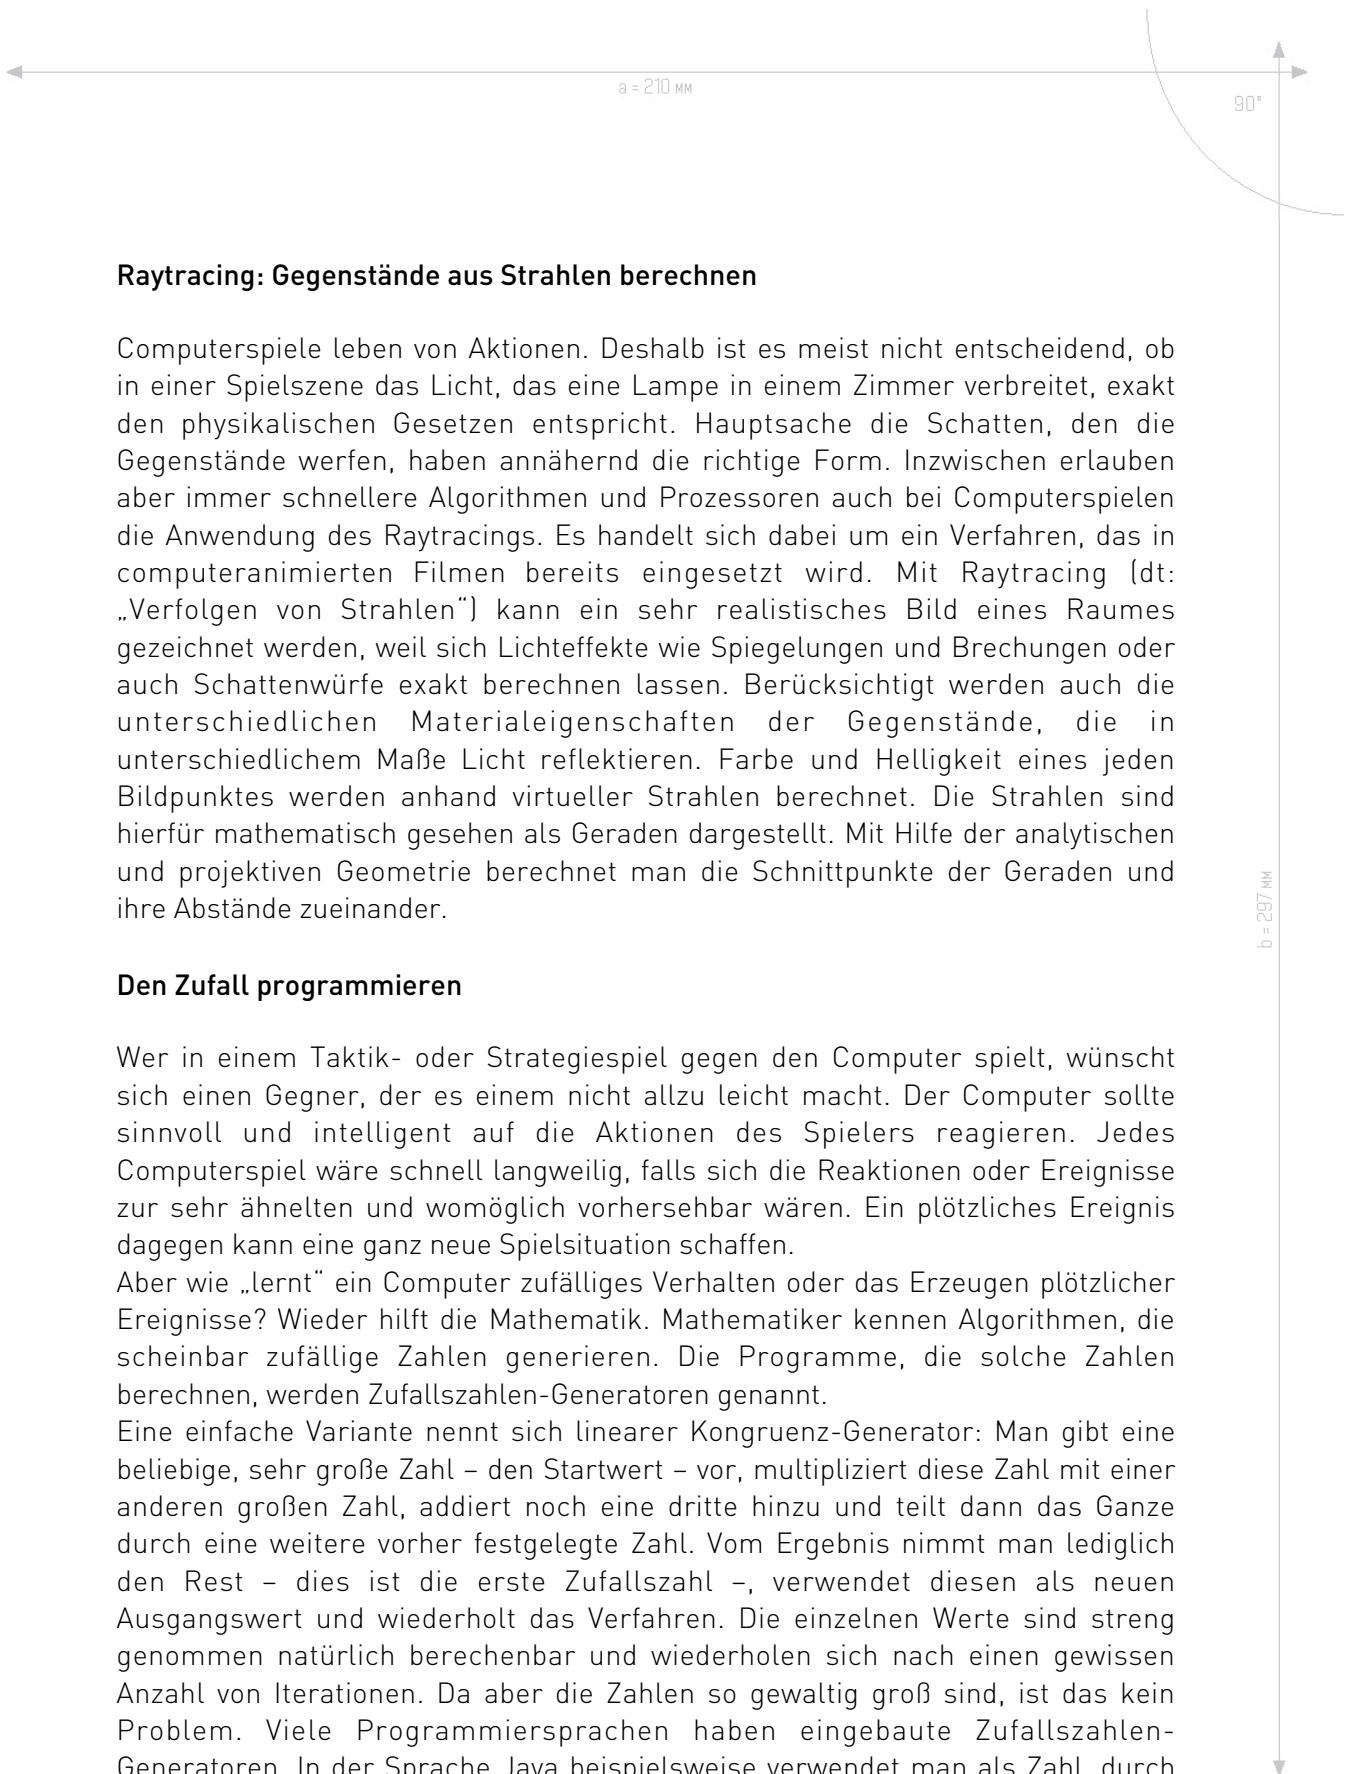 a = 210 MM
90°
Raytracing: Gegenstände aus Strahlen berechnen
Computerspiele leben von Aktionen. Deshalb ist es meist nicht entscheidend, ob
in einer Spielszene das Licht, das eine Lampe in einem Zimmer verbreitet, exakt
den physikalischen Gesetzen entspricht. Hauptsache die Schatten, den die
Gegenstände werfen, haben annähernd die richtige Form. Inzwischen erlauben
aber immer schnellere Algorithmen und Prozessoren auch bei Computerspielen
die Anwendung des Raytracings. Es handelt sich dabei um ein Verfahren, das in
computeranimierten Filmen bereits eingesetzt wird. Mit Raytracing (dt:
„Verfolgen von Strahlen“) kann ein sehr realistisches Bild eines Raumes
gezeichnet werden, weil sich Lichteffekte wie Spiegelungen und Brechungen oder
auch Schattenwürfe exakt berechnen lassen. Berücksichtigt werden auch die
unterschiedlichen Materialeigenschaften der Gegenstände, die in
unterschiedlichem Maße Licht reflektieren. Farbe und Helligkeit eines jeden
Bildpunktes werden anhand virtueller Strahlen berechnet. Die Strahlen sind
hierfür mathematisch gesehen als Geraden dargestellt. Mit Hilfe der analytischen
und projektiven Geometrie berechnet man die Schnittpunkte der Geraden und
ihre Abstände zueinander.
b = 297 MM
Den Zufall programmieren
Wer in einem Taktik- oder Strategiespiel gegen den Computer spielt, wünscht
sich einen Gegner, der es einem nicht allzu leicht macht. Der Computer sollte
sinnvoll und intelligent auf die Aktionen des Spielers reagieren. Jedes
Computerspiel wäre schnell langweilig, falls sich die Reaktionen oder Ereignisse
zur sehr ähnelten und womöglich vorhersehbar wären. Ein plötzliches Ereignis
dagegen kann eine ganz neue Spielsituation schaffen.
Aber wie „lernt“ ein Computer zufälliges Verhalten oder das Erzeugen plötzlicher
Ereignisse? Wieder hilft die Mathematik. Mathematiker kennen Algorithmen, die
scheinbar zufällige Zahlen generieren. Die Programme, die solche Zahlen
berechnen, werden Zufallszahlen-Generatoren genannt.
Eine einfache Variante nennt sich linearer Kongruenz-Generator: Man gibt eine
beliebige, sehr große Zahl – den Startwert – vor, multipliziert diese Zahl mit einer
anderen großen Zahl, addiert noch eine dritte hinzu und teilt dann das Ganze
durch eine weitere vorher festgelegte Zahl. Vom Ergebnis nimmt man lediglich
den Rest – dies ist die erste Zufallszahl –, verwendet diesen als neuen
Ausgangswert und wiederholt das Verfahren. Die einzelnen Werte sind streng
genommen natürlich berechenbar und wiederholen sich nach einen gewissen
Anzahl von Iterationen. Da aber die Zahlen so gewaltig groß sind, ist das kein
Problem. Viele Programmiersprachen haben eingebaute Zufallszahlen-
Generatoren. In der Sprache Java beispielsweise verwendet man als Zahl, durch